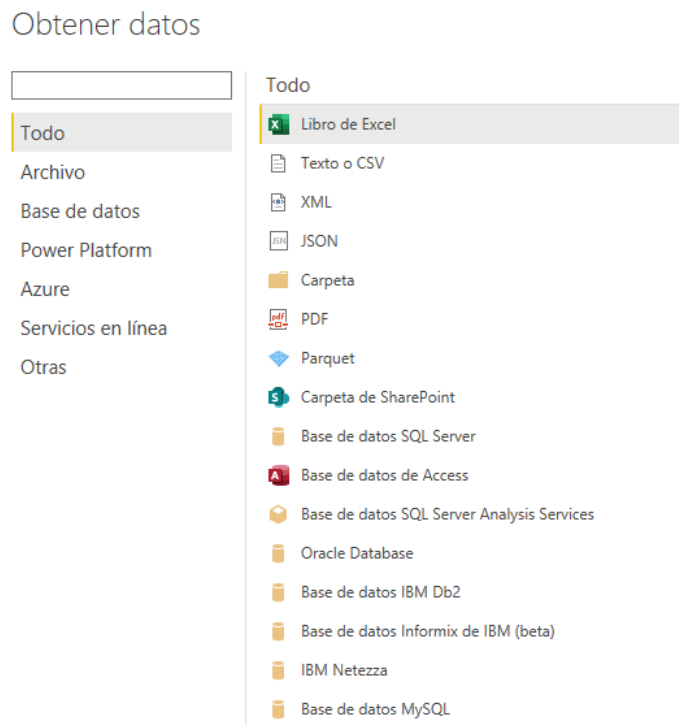 Obtener datos
Todo
Archivo
Base de datos
Power Platform
Azure
Servicios en línea
Otras
Todo
Libro de Excel
Texto o CSV
XML
JSN JSON
Carpeta
pdf PDF
Parquet
S Carpeta de SharePoint
Base de datos SQL Server
A Base de datos de Access
Base de datos SQL Server Analysis Services
Oracle Database
Base de datos IBM Db2
Base de datos Informix de IBM (beta)
IBM Netezza
Base de datos MySQL